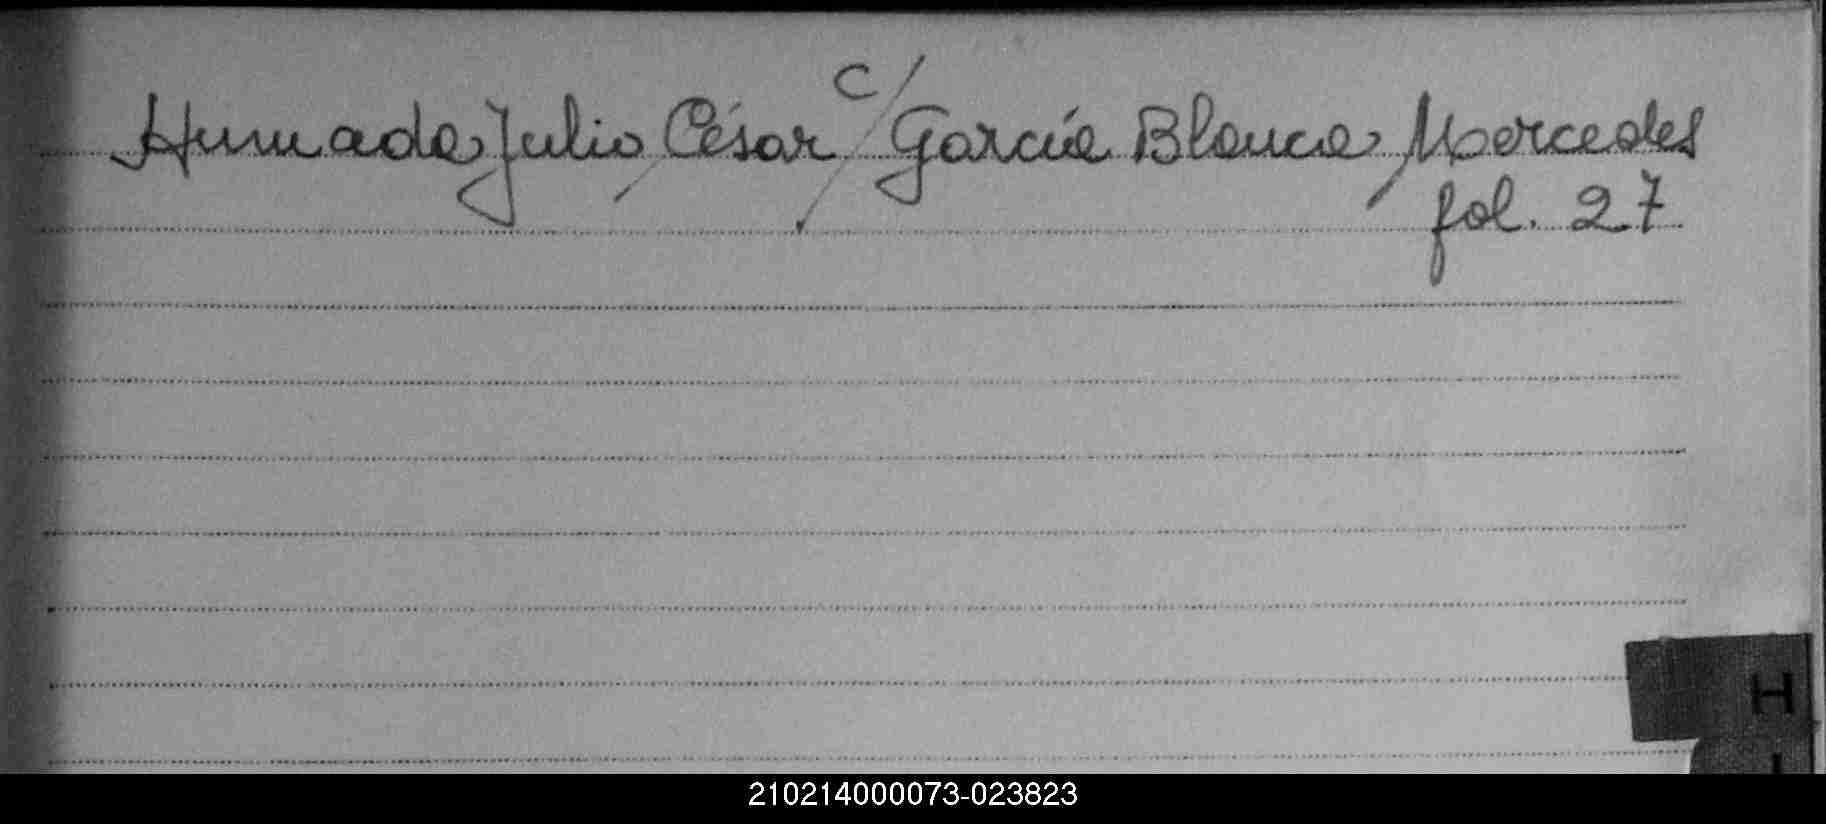 Humada Julio César c/ García Blanca Mercedes
fol. 27
H
I
210214000073-023823